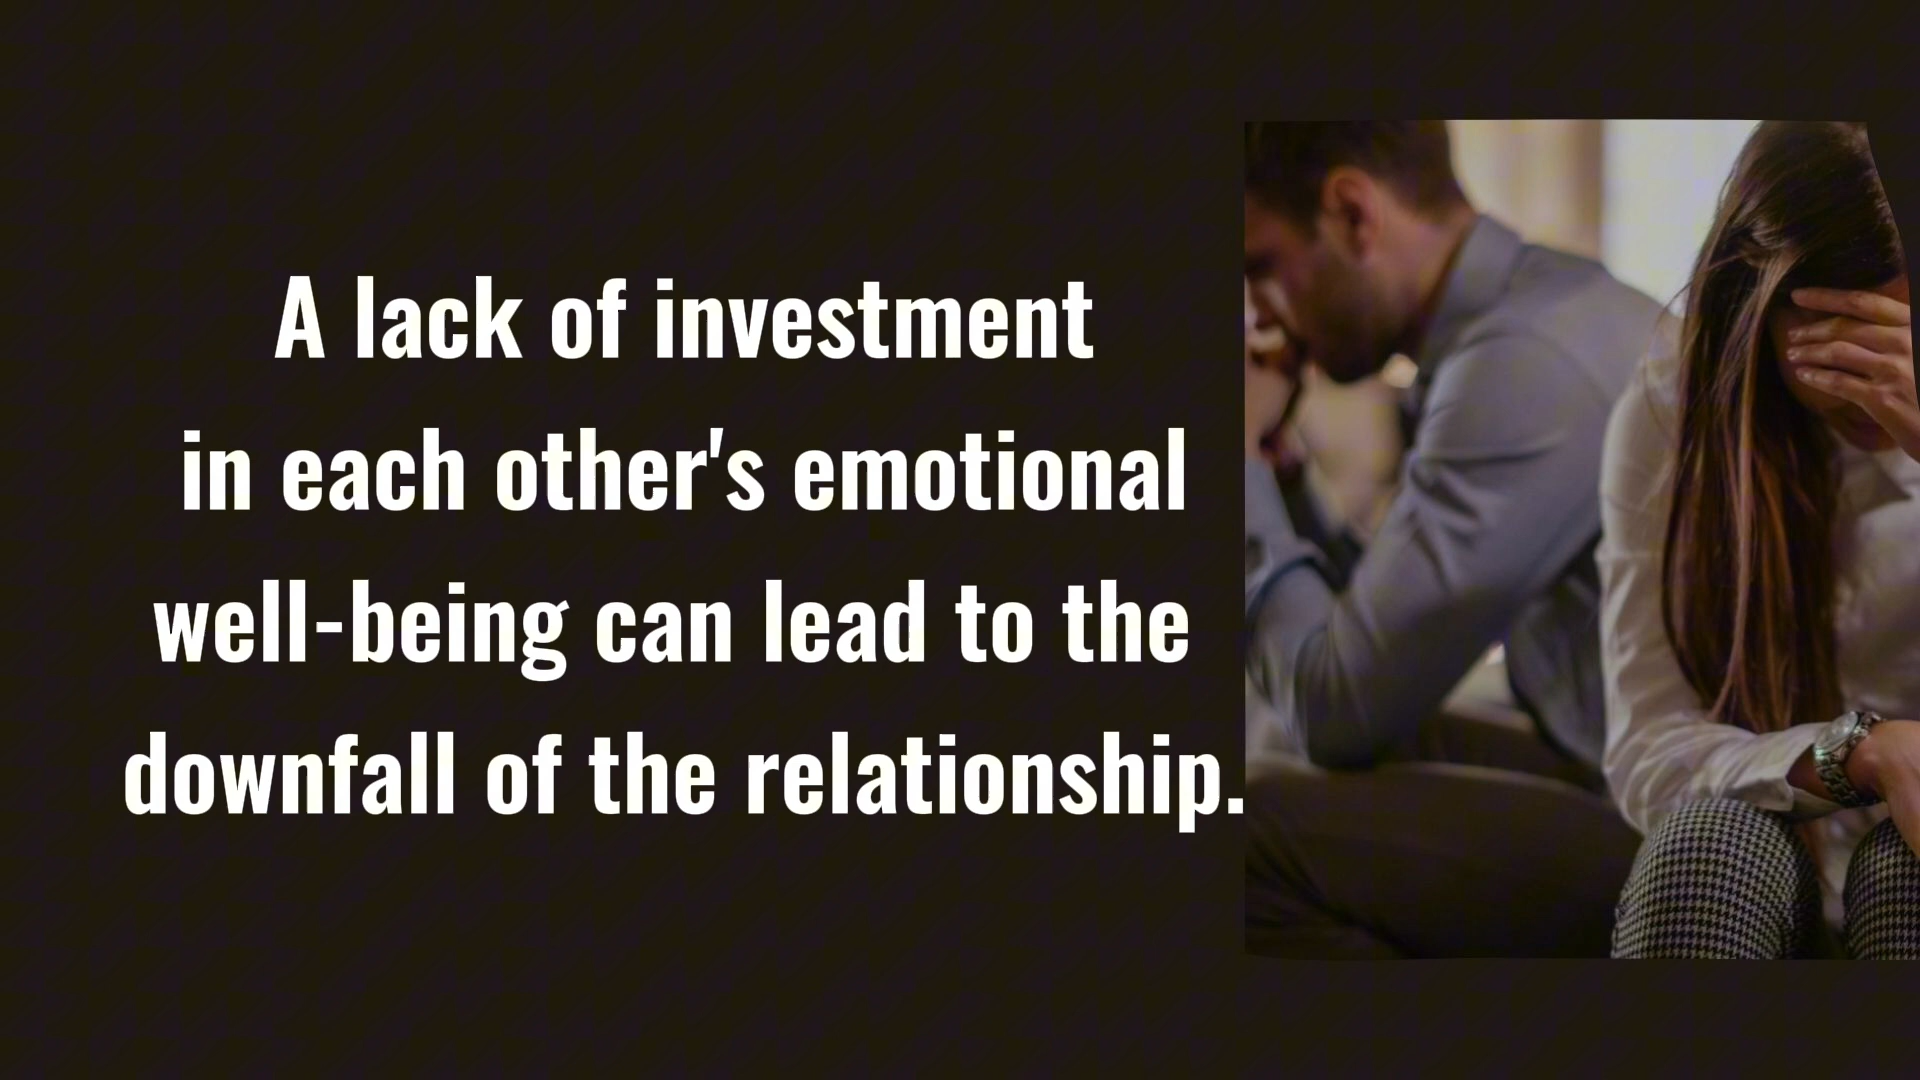 A lack of investment
in each other's emotional
well-being can lead to the
downfall of the relationship.